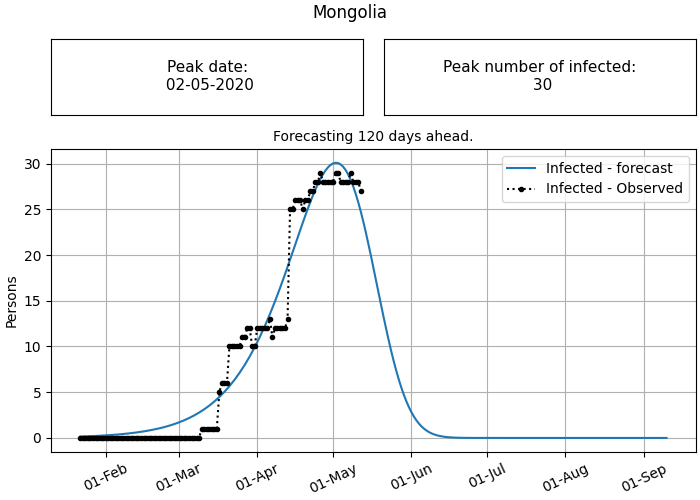 Mongolia
Peak date:
02-05-2020
Peak number of infected:
30
Forecasting 120 days ahead.
Infected - forecast
Infected - Observed
Persons
30
25
20
15
10
5
0
01-Feb
01-Mar
01-Apr
01-May
01-Jun
01-Jul
01-Aug
01-Sep